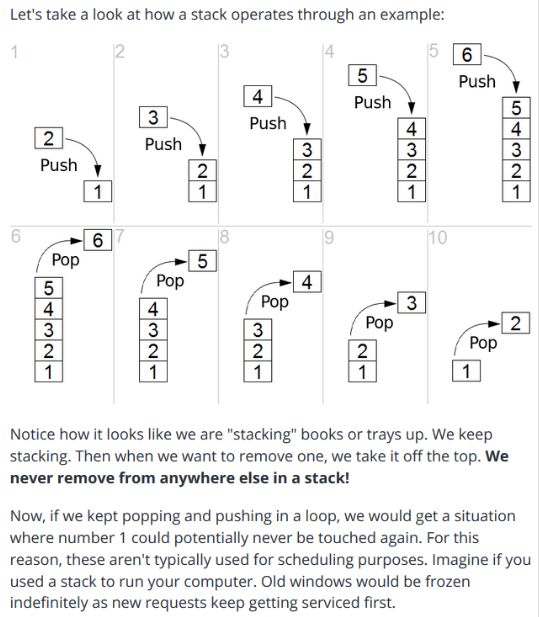 Let's take a look at how a stack operates through an example:
1 2 3 4 5
2 Push 1
3 Push 2 1
4 Push 3 2 1
5 Push 4 3 2 1
6 Push 5 4 3 2 1
6 7 8 9 10
6 Pop 5 4 3 2 1
5 Pop 4 3 2 1
4 Pop 3 2 1
3 Pop 2 1
2 Pop 1
Notice how it looks like we are "stacking" books or trays up. We keep
stacking. Then when we want to remove one, we take it off the top. We
never remove from anywhere else in a stack!
Now, if we kept popping and pushing in a loop, we would get a situation
where number 1 could potentially never be touched again. For this
reason, these aren't typically used for scheduling purposes. Imagine if you
used a stack to run your computer. Old windows would be frozen
indefinitely as new requests keep getting serviced first.